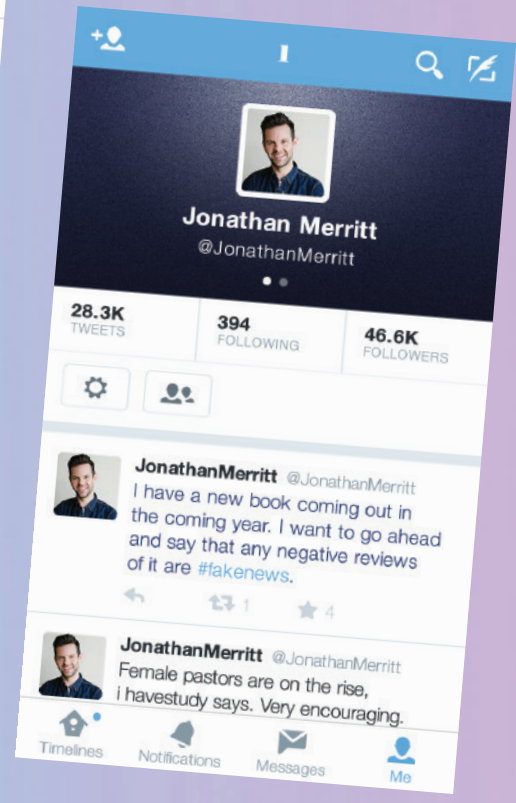 I
Jonathan Merritt
@JonathanMerritt
28.3K
TWEETS
394
FOLLOWING
46.6K
FOLLOWERS
JonathanMerritt @JonathanMerritt
I have a new book coming out in
the coming year. I want to go ahead
and say that any negative reviews
of it are #fakenews.
1
4
JonathanMerritt @JonathanMerritt
Female pastors are on the rise,
i havestudy says. Very encouraging.
Timelines
Notifications
Messages
Me